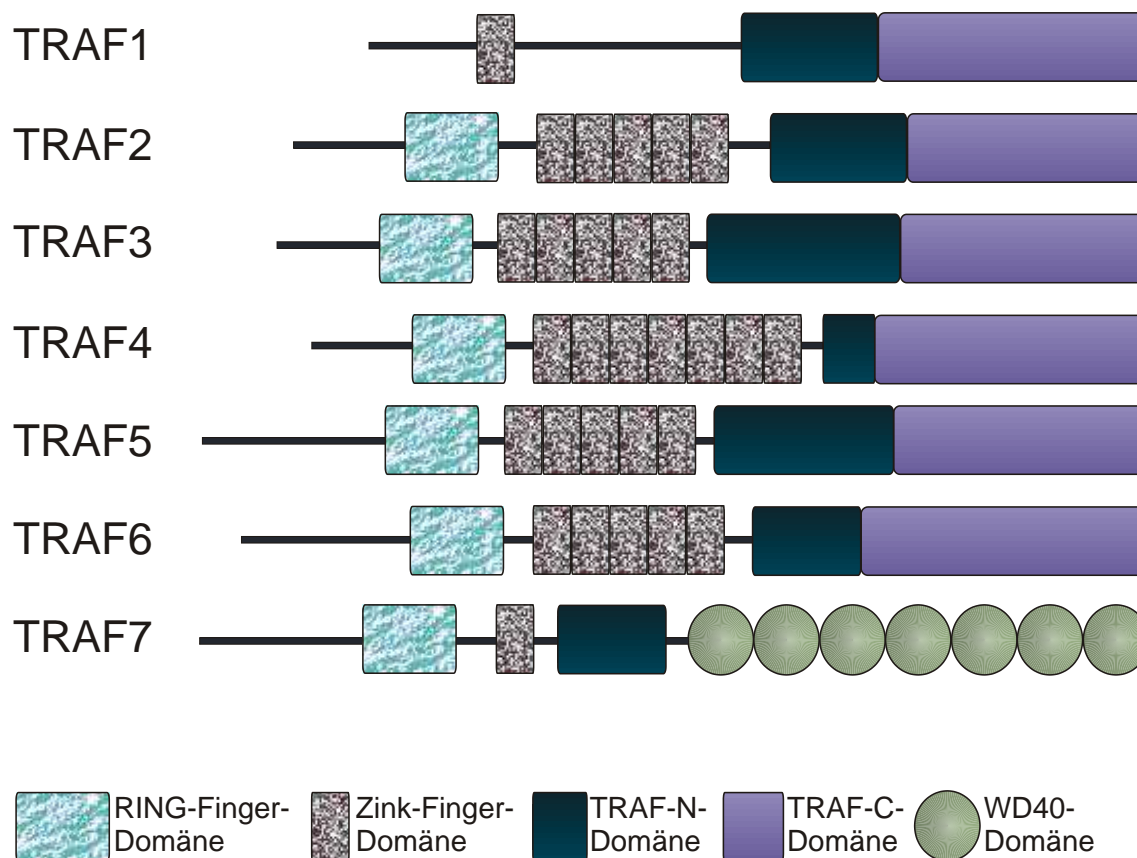 TRAF1
TRAF2
TRAF3
TRAF4
TRAF5
TRAF6
TRAF7
RING-Finger-
Domäne
Zink-Finger-
Domäne
TRAF-N-
Domäne
TRAF-C-
Domäne
WD40-
Domäne